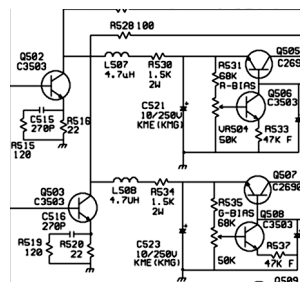 R528 100
Q502
C3503
L507
4.7uH
R530
1.5K
2W
R531
68K
R-BIAS
Q505
C269
Q506
C3503
C515
270P
R516
22
R515
120
C521
10/250V
KME(KMG)
VR504
50K
R533
47K F
Q503
C3503
L508
4.7UH
R534
1.5K
2W
R535
G-BIAS
68K
Q507
C2690
Q508
C3503
C516
270P
R519
120
R520
22
C523
10/250V
KME(KMG)
50K
R537
47K F
Q509